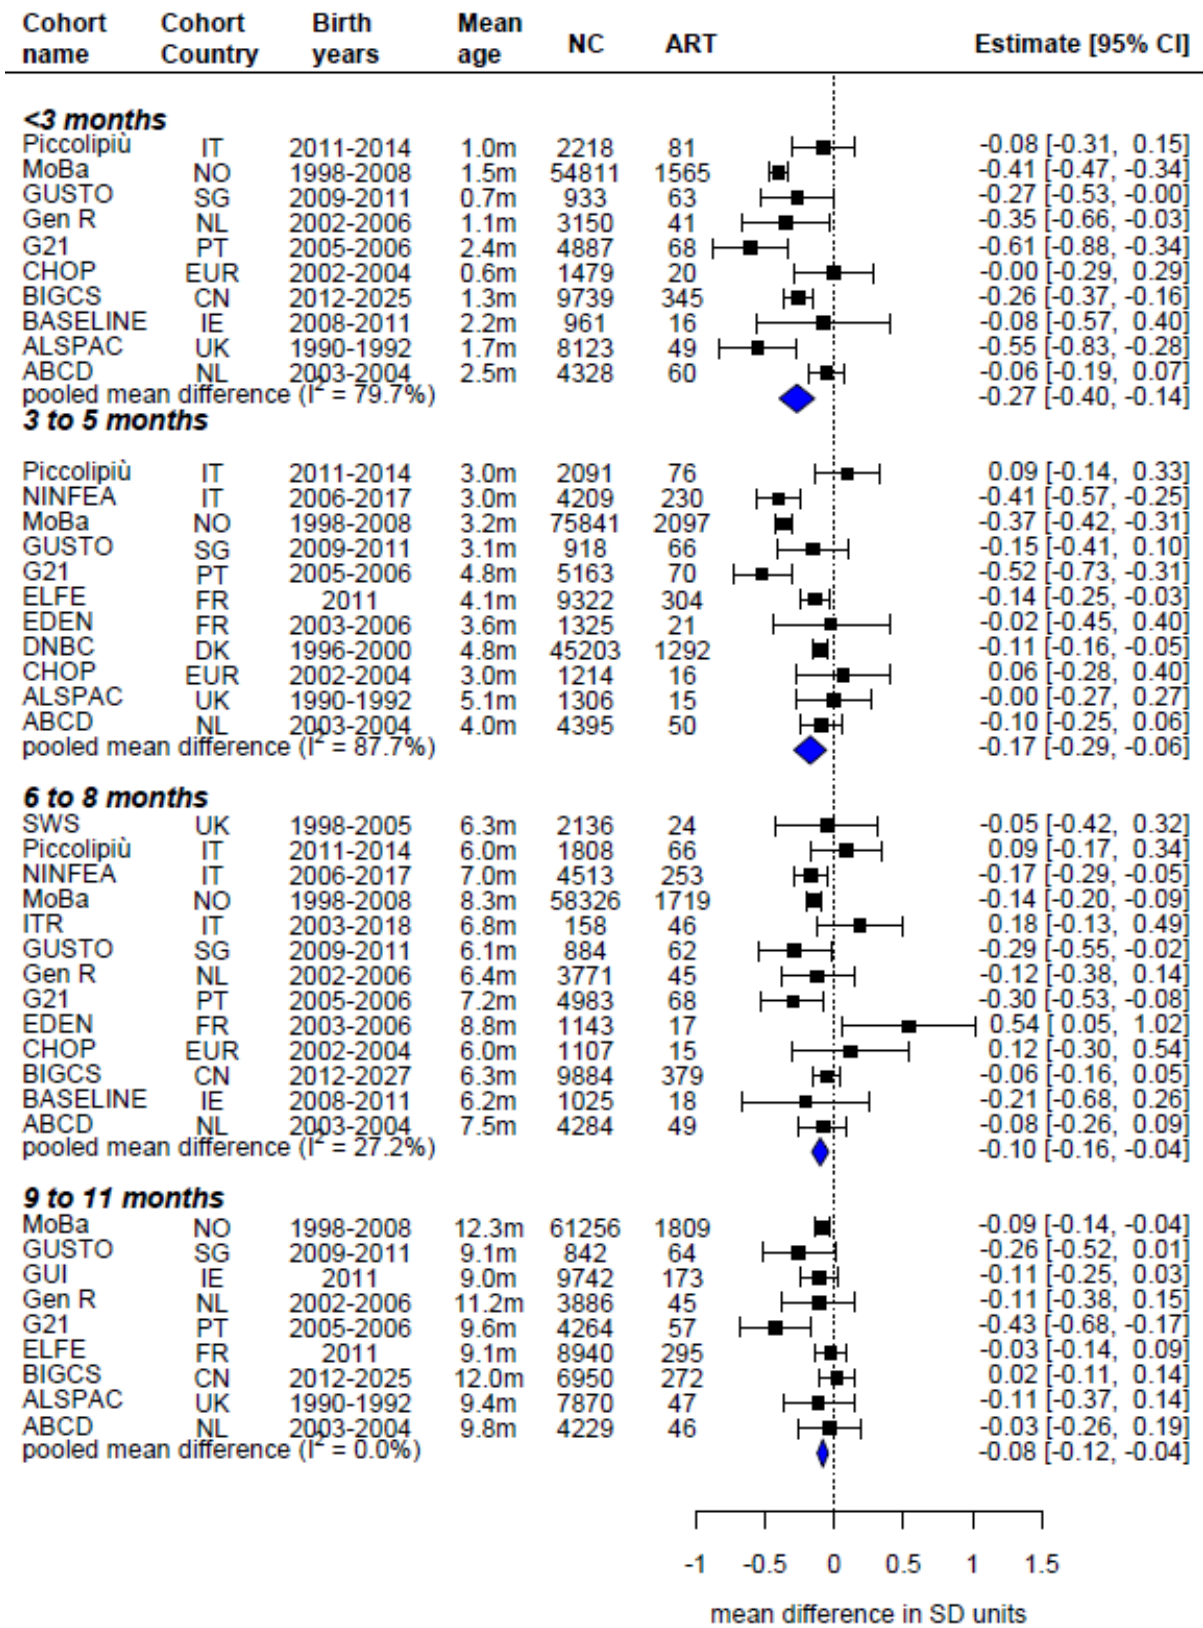 Cohort name Cohort Country Birth years Mean age NC ART Estimate [95% CI]
<3 months
Piccolipiù IT 2011-2014 1.0m 2218 81 -0.08 [-0.31, 0.15]
MoBa NO 1998-2008 1.5m 54811 1565 -0.41 [-0.47, -0.34]
GUSTO SG 2009-2011 0.7m 933 63 -0.27 [-0.53, -0.00]
Gen R NL 2002-2006 1.1m 3150 41 -0.35 [-0.66, -0.03]
G21 PT 2005-2006 2.4m 4887 68 -0.61 [-0.88, -0.34]
CHOP EUR 2002-2004 0.6m 1479 20 -0.00 [-0.29, 0.29]
BIGCS CN 2012-2025 1.3m 9739 345 -0.26 [-0.37, -0.16]
BASELINE IE 2008-2011 2.2m 961 16 -0.08 [-0.57, 0.40]
ALSPAC UK 1990-1992 1.7m 8123 49 -0.55 [-0.83, -0.28]
ABCD NL 2003-2004 2.5m 4328 60 -0.06 [-0.19, 0.07]
pooled mean difference (I² = 79.7%) -0.27 [-0.40, -0.14]
3 to 5 months
Piccolipiù IT 2011-2014 3.0m 2091 76 0.09 [-0.14, 0.33]
NINFEA IT 2006-2017 3.0m 4209 230 -0.41 [-0.57, -0.25]
MoBa NO 1998-2008 3.2m 75841 2097 -0.37 [-0.42, -0.31]
GUSTO SG 2009-2011 3.1m 918 66 -0.15 [-0.41, 0.10]
G21 PT 2005-2006 4.8m 5163 70 -0.52 [-0.73, -0.31]
ELFE FR 2011 4.1m 9322 304 -0.14 [-0.25, -0.03]
EDEN FR 2003-2006 3.6m 1325 21 -0.02 [-0.45, 0.40]
DNBC DK 1996-2000 4.8m 45203 1292 -0.11 [-0.16, -0.05]
CHOP EUR 2002-2004 3.0m 1214 16 0.06 [-0.28, 0.40]
ALSPAC UK 1990-1992 5.1m 1306 15 -0.00 [-0.27, 0.27]
ABCD NL 2003-2004 4.0m 4395 50 -0.10 [-0.25, 0.06]
pooled mean difference (I² = 87.7%) -0.17 [-0.29, -0.06]
6 to 8 months
SWS UK 1998-2005 6.3m 2136 24 -0.05 [-0.42, 0.32]
Piccolipiù IT 2011-2014 6.0m 1808 66 0.09 [-0.17, 0.34]
NINFEA IT 2006-2017 7.0m 4513 253 -0.17 [-0.29, -0.05]
MoBa NO 1998-2008 8.3m 58326 1719 -0.14 [-0.20, -0.09]
ITR IT 2003-2018 6.8m 158 46 0.18 [-0.13, 0.49]
GUSTO SG 2009-2011 6.1m 884 62 -0.29 [-0.55, -0.02]
Gen R NL 2002-2006 6.4m 3771 45 -0.12 [-0.38, 0.14]
G21 PT 2005-2006 7.2m 4983 68 -0.30 [-0.53, -0.08]
EDEN FR 2003-2006 8.8m 1143 17 0.54 [ 0.05, 1.02]
CHOP EUR 2002-2004 6.0m 1107 15 0.12 [-0.30, 0.54]
BIGCS CN 2012-2027 6.3m 9884 379 -0.06 [-0.16, 0.05]
BASELINE IE 2008-2011 6.2m 1025 18 -0.21 [-0.68, 0.26]
ABCD NL 2003-2004 7.5m 4284 49 -0.08 [-0.26, 0.09]
pooled mean difference (I² = 27.2%) -0.10 [-0.16, -0.04]
9 to 11 months
MoBa NO 1998-2008 12.3m 61256 1809 -0.09 [-0.14, -0.04]
GUSTO SG 2009-2011 9.1m 842 64 -0.26 [-0.52, 0.01]
GUI IE 2011 9.0m 9742 173 -0.11 [-0.25, 0.03]
Gen R NL 2002-2006 11.2m 3886 45 -0.11 [-0.38, 0.15]
G21 PT 2005-2006 9.6m 4264 57 -0.43 [-0.68, -0.17]
ELFE FR 2011 9.1m 8940 295 -0.03 [-0.14, 0.09]
BIGCS CN 2012-2025 12.0m 6950 272 0.02 [-0.11, 0.14]
ALSPAC UK 1990-1992 9.4m 7870 47 -0.11 [-0.37, 0.14]
ABCD NL 2003-2004 9.8m 4229 46 -0.03 [-0.26, 0.19]
pooled mean difference (I² = 0.0%) -0.08 [-0.12, -0.04]
-1 -0.5 0 0.5 1 1.5
mean difference in SD units